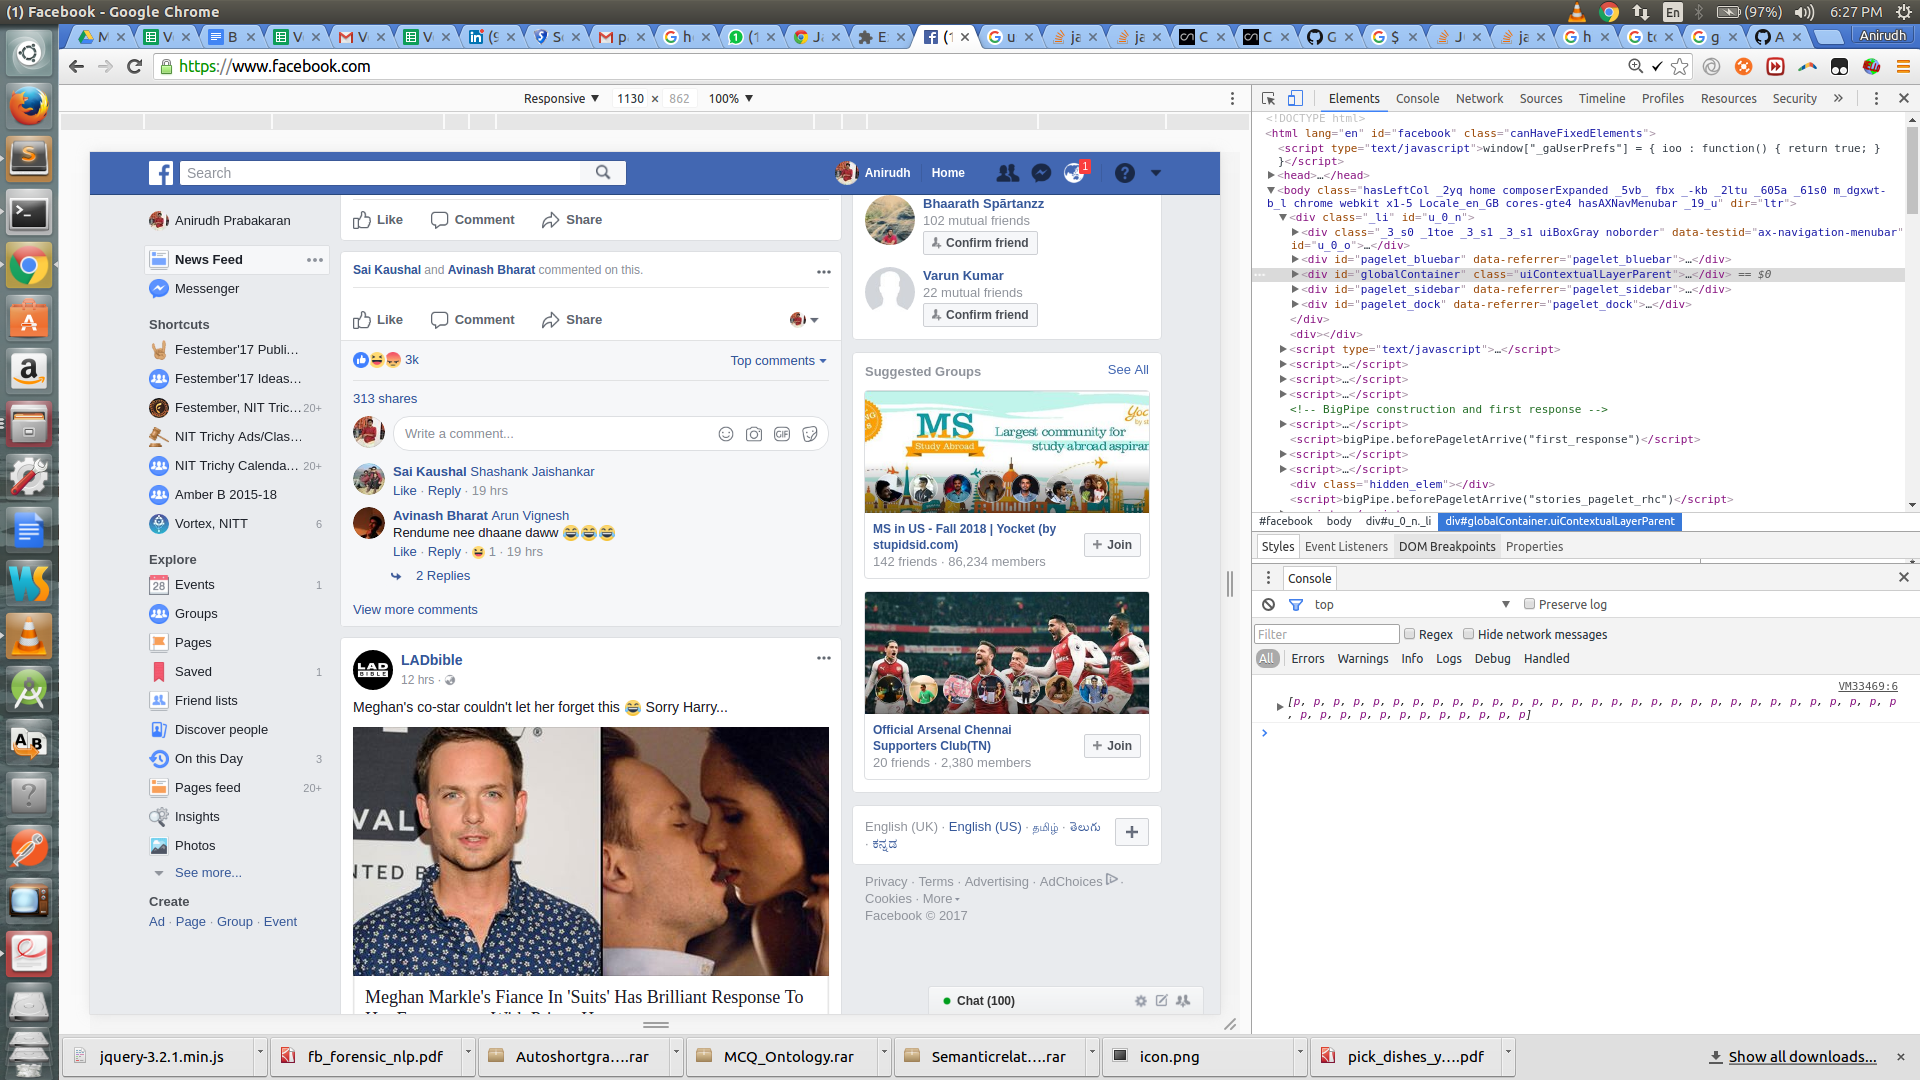 (1) Facebook - Google Chrome
En (97%) 6:27 PM
Anirudh
https://www.facebook.com
Responsive ▼ 1130 × 862 100% ▼
Search
Anirudh Home 1
Anirudh Prabakaran
News Feed
Messenger
Shortcuts
Festember'17 Publi…
Festember'17 Ideas…
Festember, NIT Tric… 20+
NIT Trichy Ads/Clas…
NIT Trichy Calenda… 20+
Amber B 2015-18
Vortex, NITT 6
Explore
Events 1
Groups
Pages
Saved 1
Friend lists
Discover people
On this Day 3
Pages feed 20+
Insights
Photos
See more...
Create
Ad · Page · Group · Event
Like Comment Share
Sai Kaushal and Avinash Bharat commented on this.
Like Comment Share
3k Top comments
313 shares
Write a comment...
Sai Kaushal Shashank Jaishankar
Like · Reply · 19 hrs
Avinash Bharat Arun Vignesh
Rendume nee dhaane daww 😂😂😂
Like · Reply · 1 · 19 hrs
2 Replies
View more comments
LADbible
12 hrs ·
Meghan's co-star couldn't let her forget this 😂 Sorry Harry...
Meghan Markle's Fiance In 'Suits' Has Brilliant Response To
Bhaarath Spārtanzz
102 mutual friends
Confirm friend
Varun Kumar
22 mutual friends
Confirm friend
Suggested Groups See All
MS
Study Abroad
Largest community for
study abroad aspiran
MS in US - Fall 2018 | Yocket (by
stupidsid.com)
142 friends · 86,234 members
+ Join
Official Arsenal Chennai
Supporters Club(TN)
20 friends · 2,380 members
+ Join
English (UK) · English (US) · தமிழ் · తెలుగు
· ಕನ್ನಡ
Privacy · Terms · Advertising · AdChoices ·
Cookies · More
Facebook © 2017
Chat (100)
Elements Console Network Sources Timeline Profiles Resources Security »
<!DOCTYPE html>
<html lang="en" id="facebook" class="canHaveFixedElements">
<script type="text/javascript">window["_gaUserPrefs"] = { ioo : function() { return true; }
}</script>
▶<head>…</head>
▼<body class="hasLeftCol _2yq home composerExpanded _5vb_ fbx _-kb _2ltu _605a _61s0 m_dgxwt-
b_l chrome webkit x1-5 Locale_en_GB cores-gte4 hasAXNavMenubar _19_u" dir="ltr">
▼<div class="_li" id="u_0_n">
▶<div class="_3_s0 _1toe _3_s1 _3_s1 uiBoxGray noborder" data-testid="ax-navigation-menubar"
id="u_0_o">…</div>
▶<div id="pagelet_bluebar" data-referrer="pagelet_bluebar">…</div>
▶<div id="globalContainer" class="uiContextualLayerParent">…</div> == $0
▶<div id="pagelet_sidebar" data-referrer="pagelet_sidebar">…</div>
▶<div id="pagelet_dock" data-referrer="pagelet_dock">…</div>
</div>
<div></div>
▶<script type="text/javascript">…</script>
▶<script>…</script>
▶<script>…</script>
▶<script>…</script>
<!-- BigPipe construction and first response -->
▶<script>…</script>
<script>bigPipe.beforePageletArrive("first_response")</script>
▶<script>…</script>
▶<script>…</script>
<div class="hidden_elem"></div>
<script>bigPipe.beforePageletArrive("stories_pagelet_rhc")</script>
#facebook body div#u_0_n._li div#globalContainer.uiContextualLayerParent
Styles Event Listeners DOM Breakpoints Properties
Console
top ▼ Preserve log
Filter Regex Hide network messages
All Errors Warnings Info Logs Debug Handled
VM33469:6
▶[p, p, p, p, p, p, p, p, p, p, p, p, p, p, p, p, p, p, p, p, p, p, p, p, p, p, p, p, p, p, p
, p, p, p, p, p, p, p, p, p, p, p, p, p, p, p, p, p, p]
jquery-3.2.1.min.js
fb_forensic_nlp.pdf
Autoshortgra….rar
MCQ_Ontology.rar
Semanticrelat….rar
icon.png
pick_dishes_y….pdf
Show all downloads...